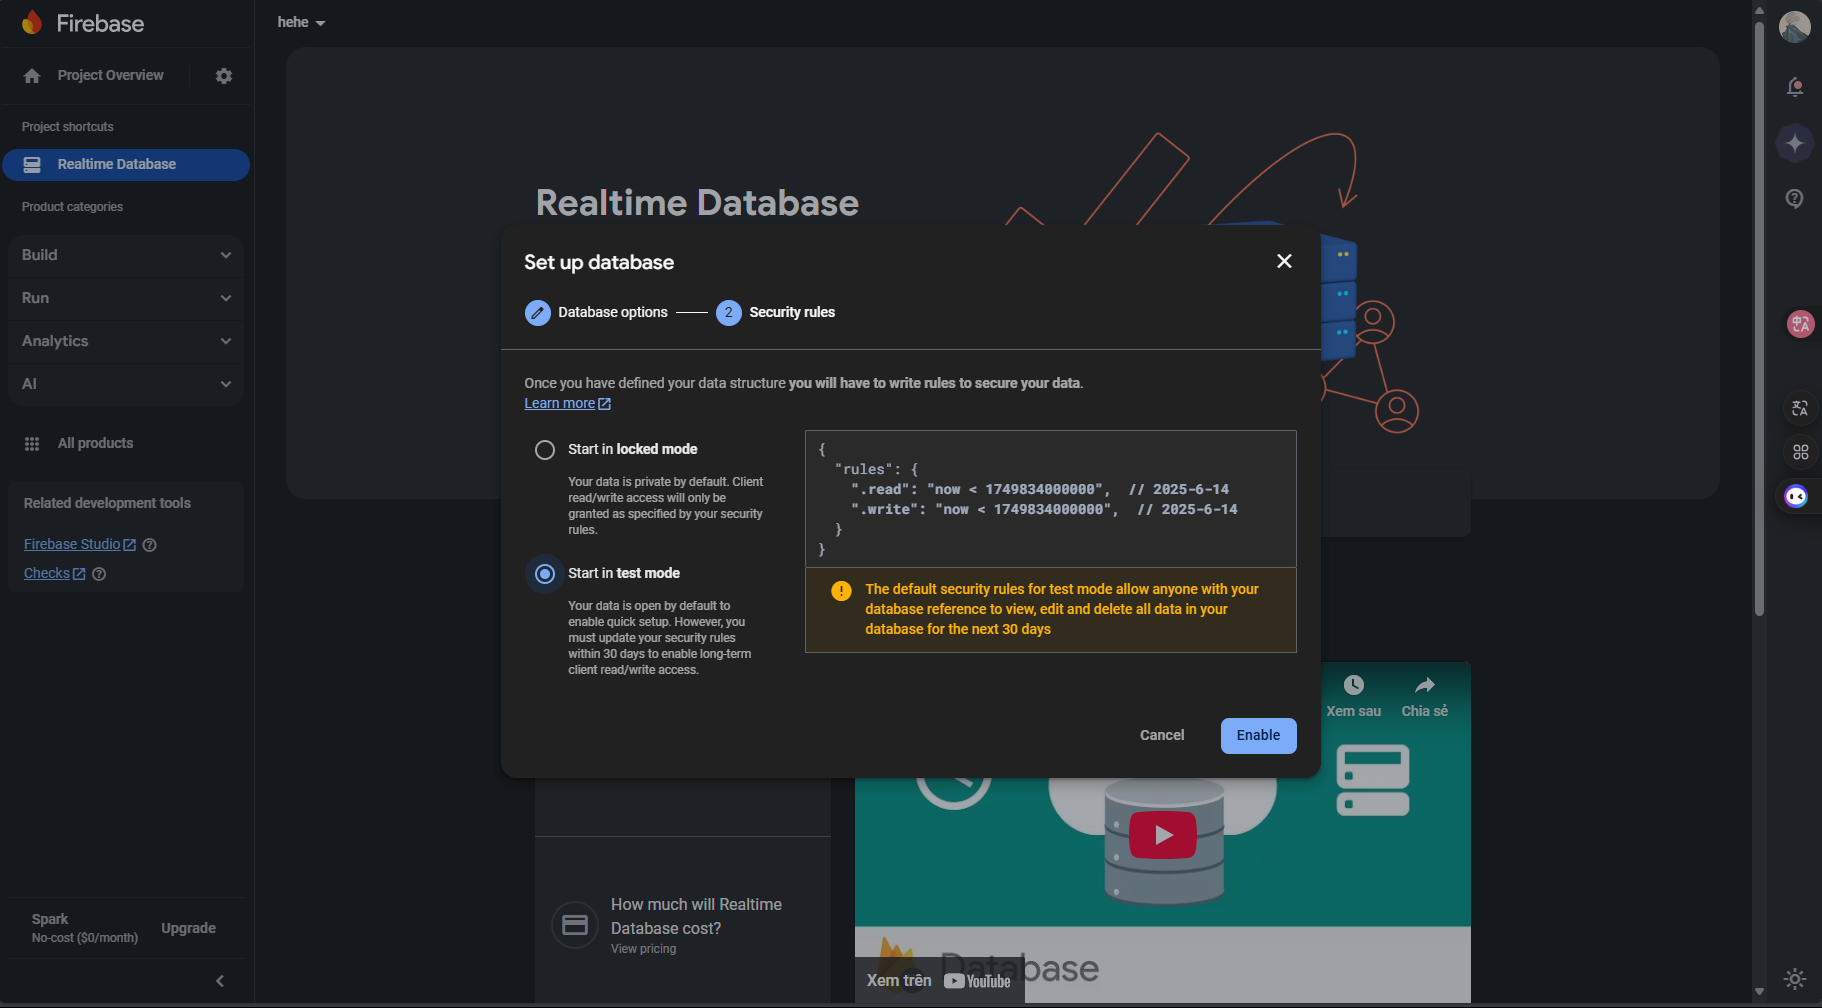 Firebase
hehe
Project Overview
Project shortcuts
Realtime Database
Product categories
Build
Run
Analytics
AI
All products
Related development tools
Firebase Studio
Checks
Spark
No-cost ($0/month)
Upgrade
Realtime Database
Set up database
Database options
2
Security rules
Once you have defined your data structure you will have to write rules to secure your data.
Learn more
Start in locked mode
Your data is private by default. Client
read/write access will only be
granted as specified by your security
rules.
Start in test mode
Your data is open by default to
enable quick setup. However, you
must update your security rules
within 30 days to enable long-term
client read/write access.
{
"rules": {
".read": "now < 1749834000000",  // 2025-6-14
".write": "now < 1749834000000",  // 2025-6-14
}
}
The default security rules for test mode allow anyone with your
database reference to view, edit and delete all data in your
database for the next 30 days
Cancel
Enable
Xem sau
Chia sẻ
How much will Realtime
Database cost?
View pricing
Database
Xem trên YouTube